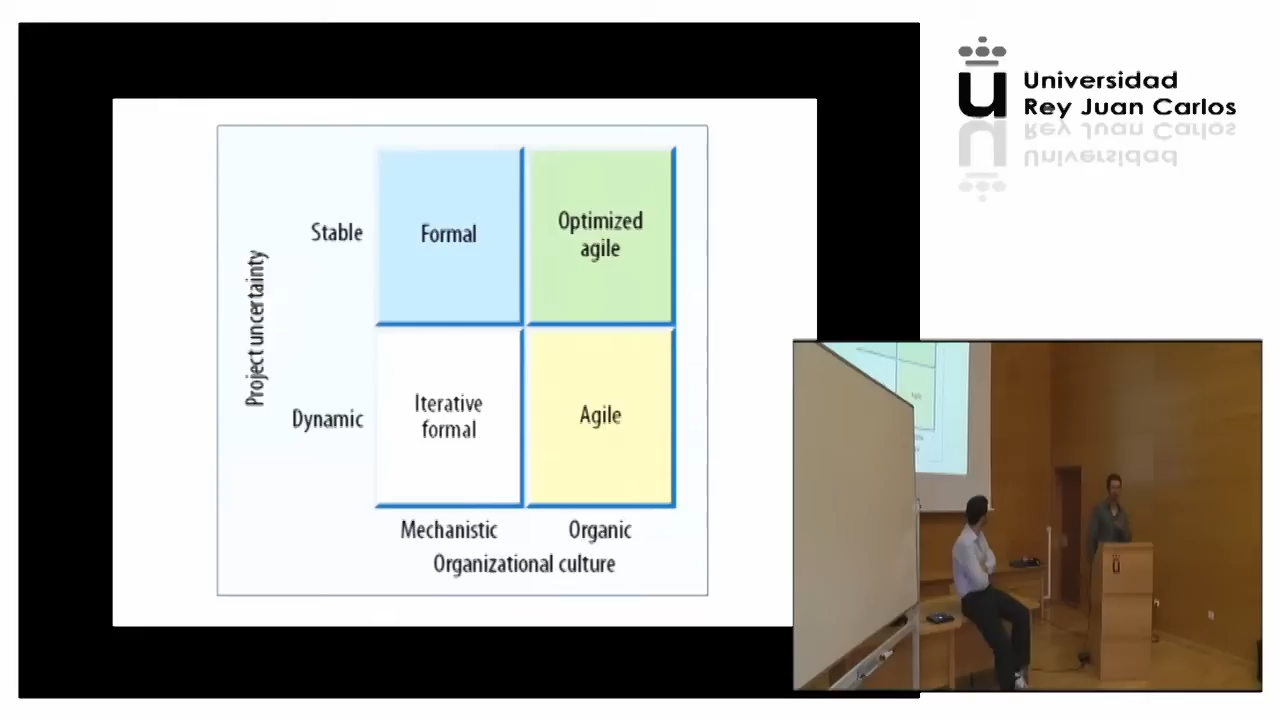 Universidad
Rey Juan Carlos
Stable
Formal
Optimized
agile
Project uncertainty
Dynamic
Iterative
formal
Agile
Mechanistic
Organic
Organizational culture